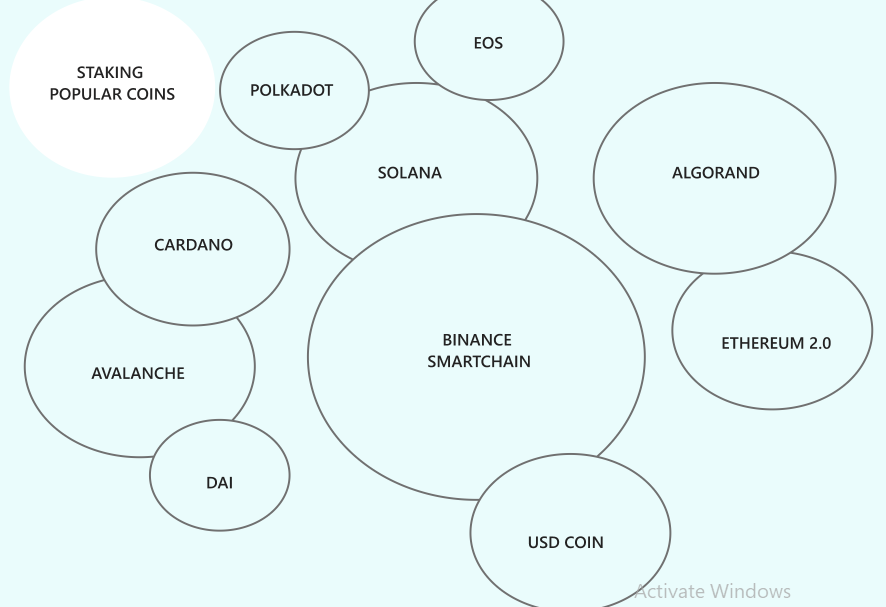 STAKING
POPULAR COINS
POLKADOT
EOS
SOLANA
ALGORAND
CARDANO
BINANCE
SMARTCHAIN
ETHEREUM 2.0
AVALANCHE
DAI
USD COIN
Activate Windows